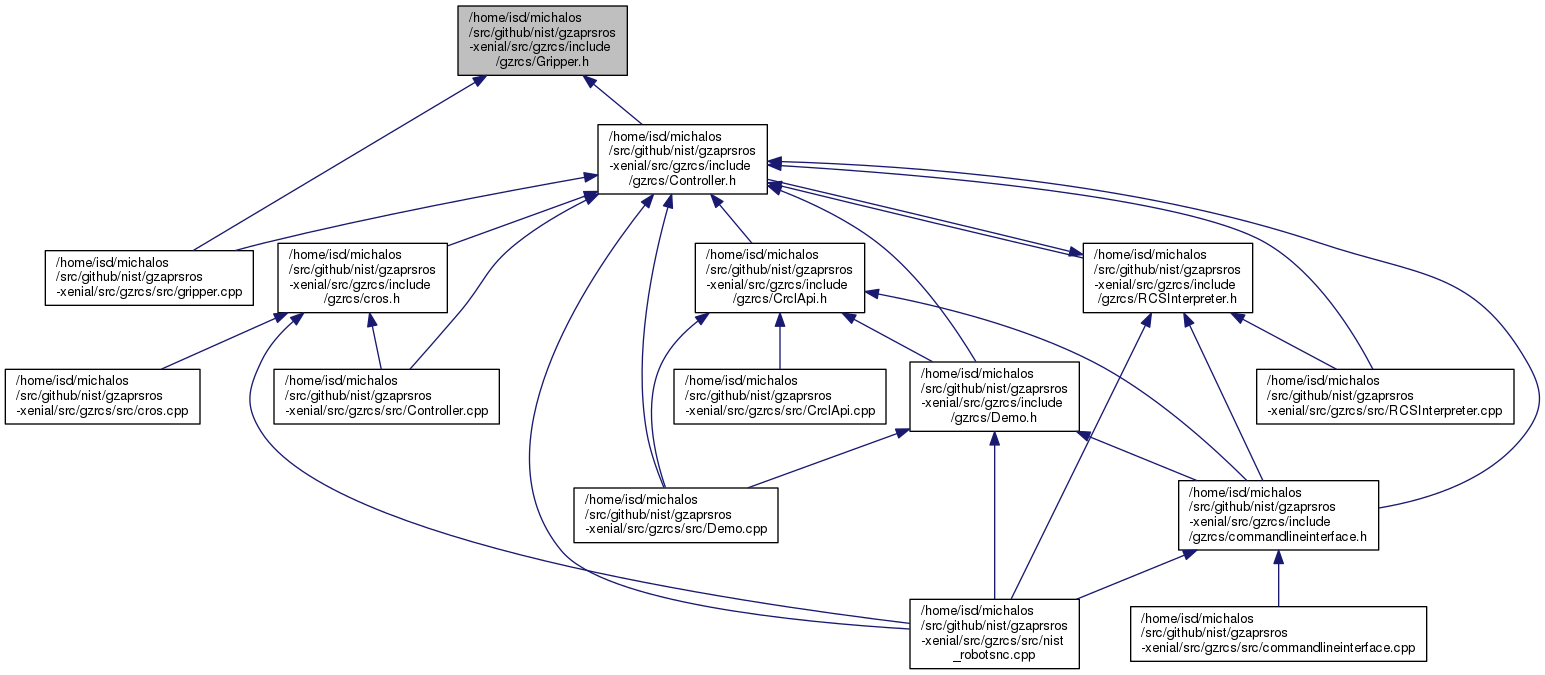 /home/isd/michalos
/src/github/nist/gzaprsros
-xenial/src/gzrcs/include
/gzrcs/Gripper.h
/home/isd/michalos
/src/github/nist/gzaprsros
-xenial/src/gzrcs/include
/gzrcs/Controller.h
/home/isd/michalos
/src/github/nist/gzaprsros
-xenial/src/gzrcs/src/gripper.cpp
/home/isd/michalos
/src/github/nist/gzaprsros
-xenial/src/gzrcs/include
/gzrcs/cros.h
/home/isd/michalos
/src/github/nist/gzaprsros
-xenial/src/gzrcs/include
/gzrcs/CrclApi.h
/home/isd/michalos
/src/github/nist/gzaprsros
-xenial/src/gzrcs/include
/gzrcs/RCSInterpreter.h
/home/isd/michalos
/src/github/nist/gzaprsros
-xenial/src/gzrcs/src/cros.cpp
/home/isd/michalos
/src/github/nist/gzaprsros
-xenial/src/gzrcs/src/Controller.cpp
/home/isd/michalos
/src/github/nist/gzaprsros
-xenial/src/gzrcs/src/CrclApi.cpp
/home/isd/michalos
/src/github/nist/gzaprsros
-xenial/src/gzrcs/include
/gzrcs/Demo.h
/home/isd/michalos
/src/github/nist/gzaprsros
-xenial/src/gzrcs/src/RCSInterpreter.cpp
/home/isd/michalos
/src/github/nist/gzaprsros
-xenial/src/gzrcs/src/Demo.cpp
/home/isd/michalos
/src/github/nist/gzaprsros
-xenial/src/gzrcs/include
/gzrcs/commandlineinterface.h
/home/isd/michalos
/src/github/nist/gzaprsros
-xenial/src/gzrcs/src/nist
_robotsnc.cpp
/home/isd/michalos
/src/github/nist/gzaprsros
-xenial/src/gzrcs/src/commandlineinterface.cpp